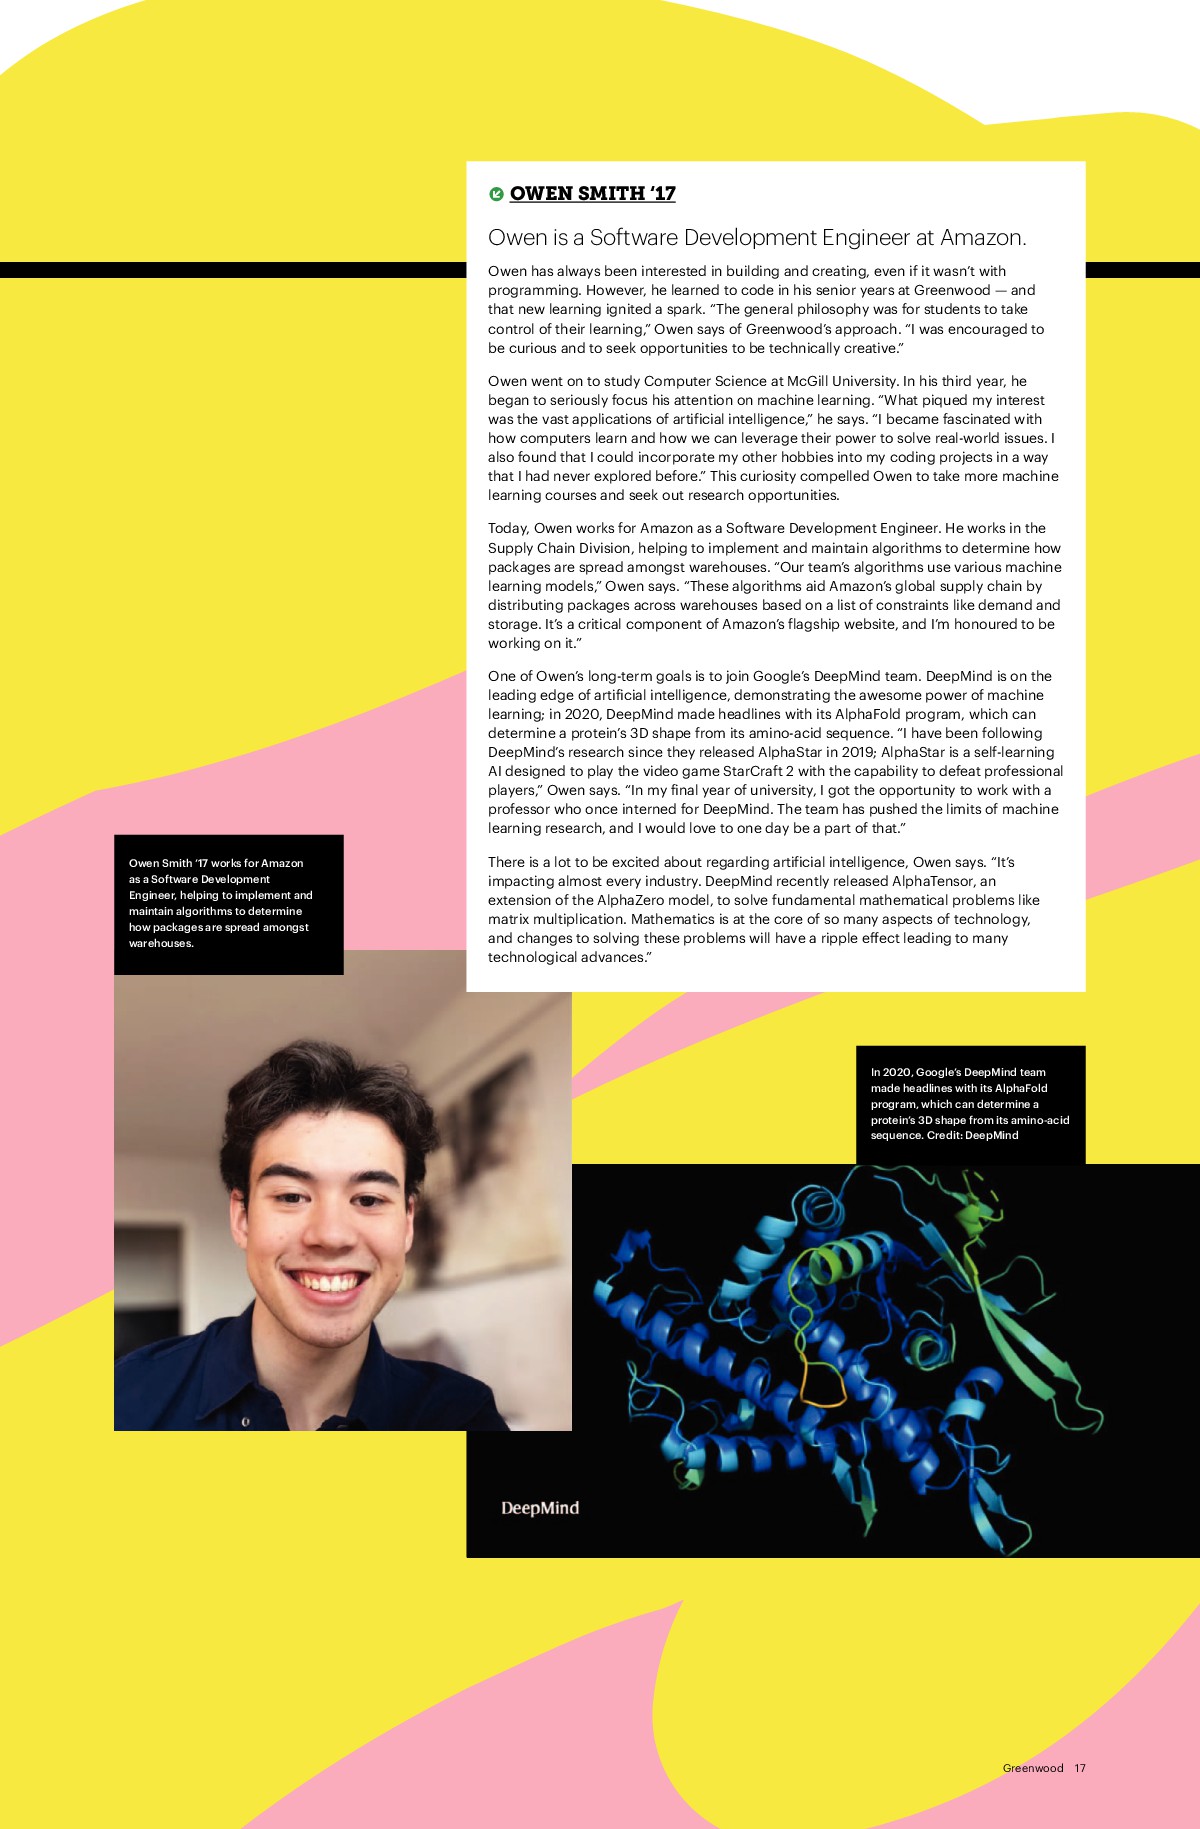 OWEN SMITH ‘17
Owen is a Software Development Engineer at Amazon.
Owen has always been interested in building and creating, even if it wasn’t with
programming. However, he learned to code in his senior years at Greenwood — and
that new learning ignited a spark. “The general philosophy was for students to take
control of their learning,” Owen says of Greenwood’s approach. “I was encouraged to
be curious and to seek opportunities to be technically creative.”
Owen went on to study Computer Science at McGill University. In his third year, he
began to seriously focus his attention on machine learning. “What piqued my interest
was the vast applications of artificial intelligence,” he says. “I became fascinated with
how computers learn and how we can leverage their power to solve real-world issues. I
also found that I could incorporate my other hobbies into my coding projects in a way
that I had never explored before.” This curiosity compelled Owen to take more machine
learning courses and seek out research opportunities.
Today, Owen works for Amazon as a Software Development Engineer. He works in the
Supply Chain Division, helping to implement and maintain algorithms to determine how
packages are spread amongst warehouses. “Our team’s algorithms use various machine
learning models,” Owen says. “These algorithms aid Amazon’s global supply chain by
distributing packages across warehouses based on a list of constraints like demand and
storage. It’s a critical component of Amazon’s flagship website, and I’m honoured to be
working on it.”
One of Owen’s long-term goals is to join Google’s DeepMind team. DeepMind is on the
leading edge of artificial intelligence, demonstrating the awesome power of machine
learning; in 2020, DeepMind made headlines with its AlphaFold program, which can
determine a protein’s 3D shape from its amino-acid sequence. “I have been following
DeepMind’s research since they released AlphaStar in 2019; AlphaStar is a self-learning
AI designed to play the video game StarCraft 2 with the capability to defeat professional
players,” Owen says. “In my final year of university, I got the opportunity to work with a
professor who once interned for DeepMind. The team has pushed the limits of machine
learning research, and I would love to one day be a part of that.”
There is a lot to be excited about regarding artificial intelligence, Owen says. “It’s
impacting almost every industry. DeepMind recently released AlphaTensor, an
extension of the AlphaZero model, to solve fundamental mathematical problems like
matrix multiplication. Mathematics is at the core of so many aspects of technology,
and changes to solving these problems will have a ripple effect leading to many
technological advances.”
Owen Smith ’17 works for Amazon
as a Software Development
Engineer, helping to implement and
maintain algorithms to determine
how packages are spread amongst
warehouses.
In 2020, Google’s DeepMind team
made headlines with its AlphaFold
program, which can determine a
protein’s 3D shape from its amino-acid
sequence. Credit: DeepMind
DeepMind
Greenwood 17